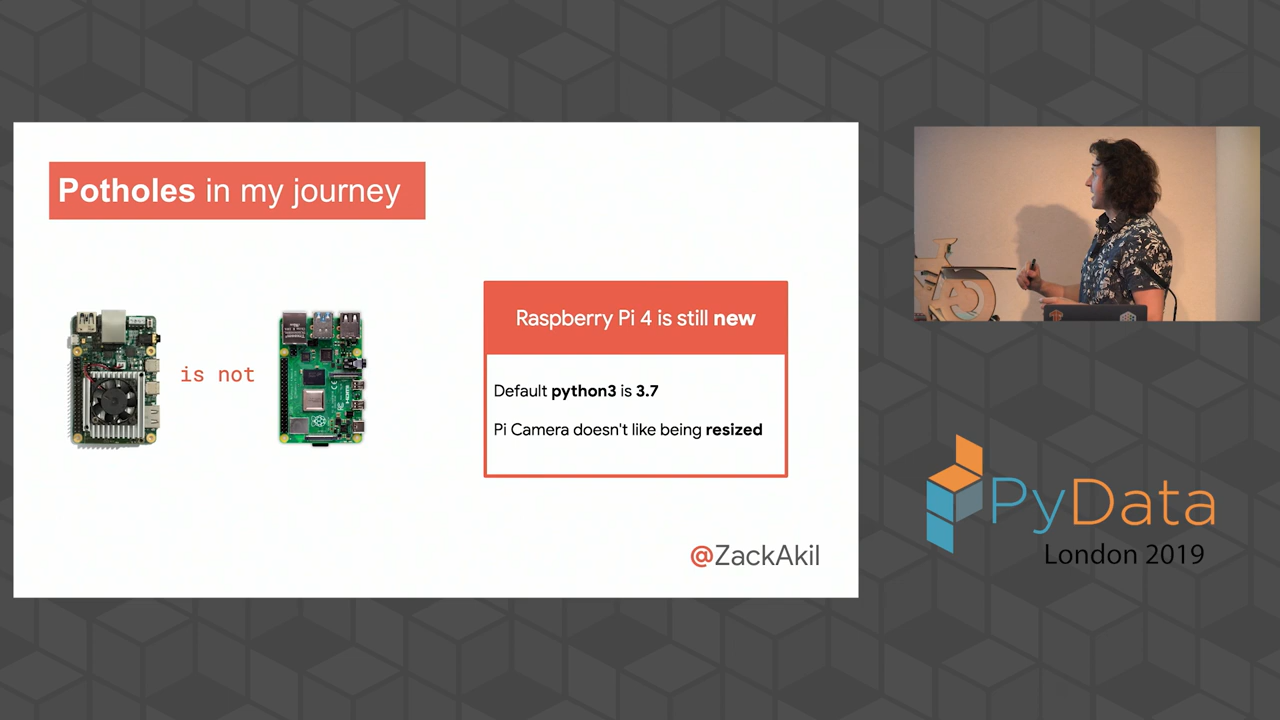 Potholes in my journey
is not
Raspberry Pi 4 is still new
Default python3 is 3.7
Pi Camera doesn't like being resized
@ZackAkil
PyData
London 2019